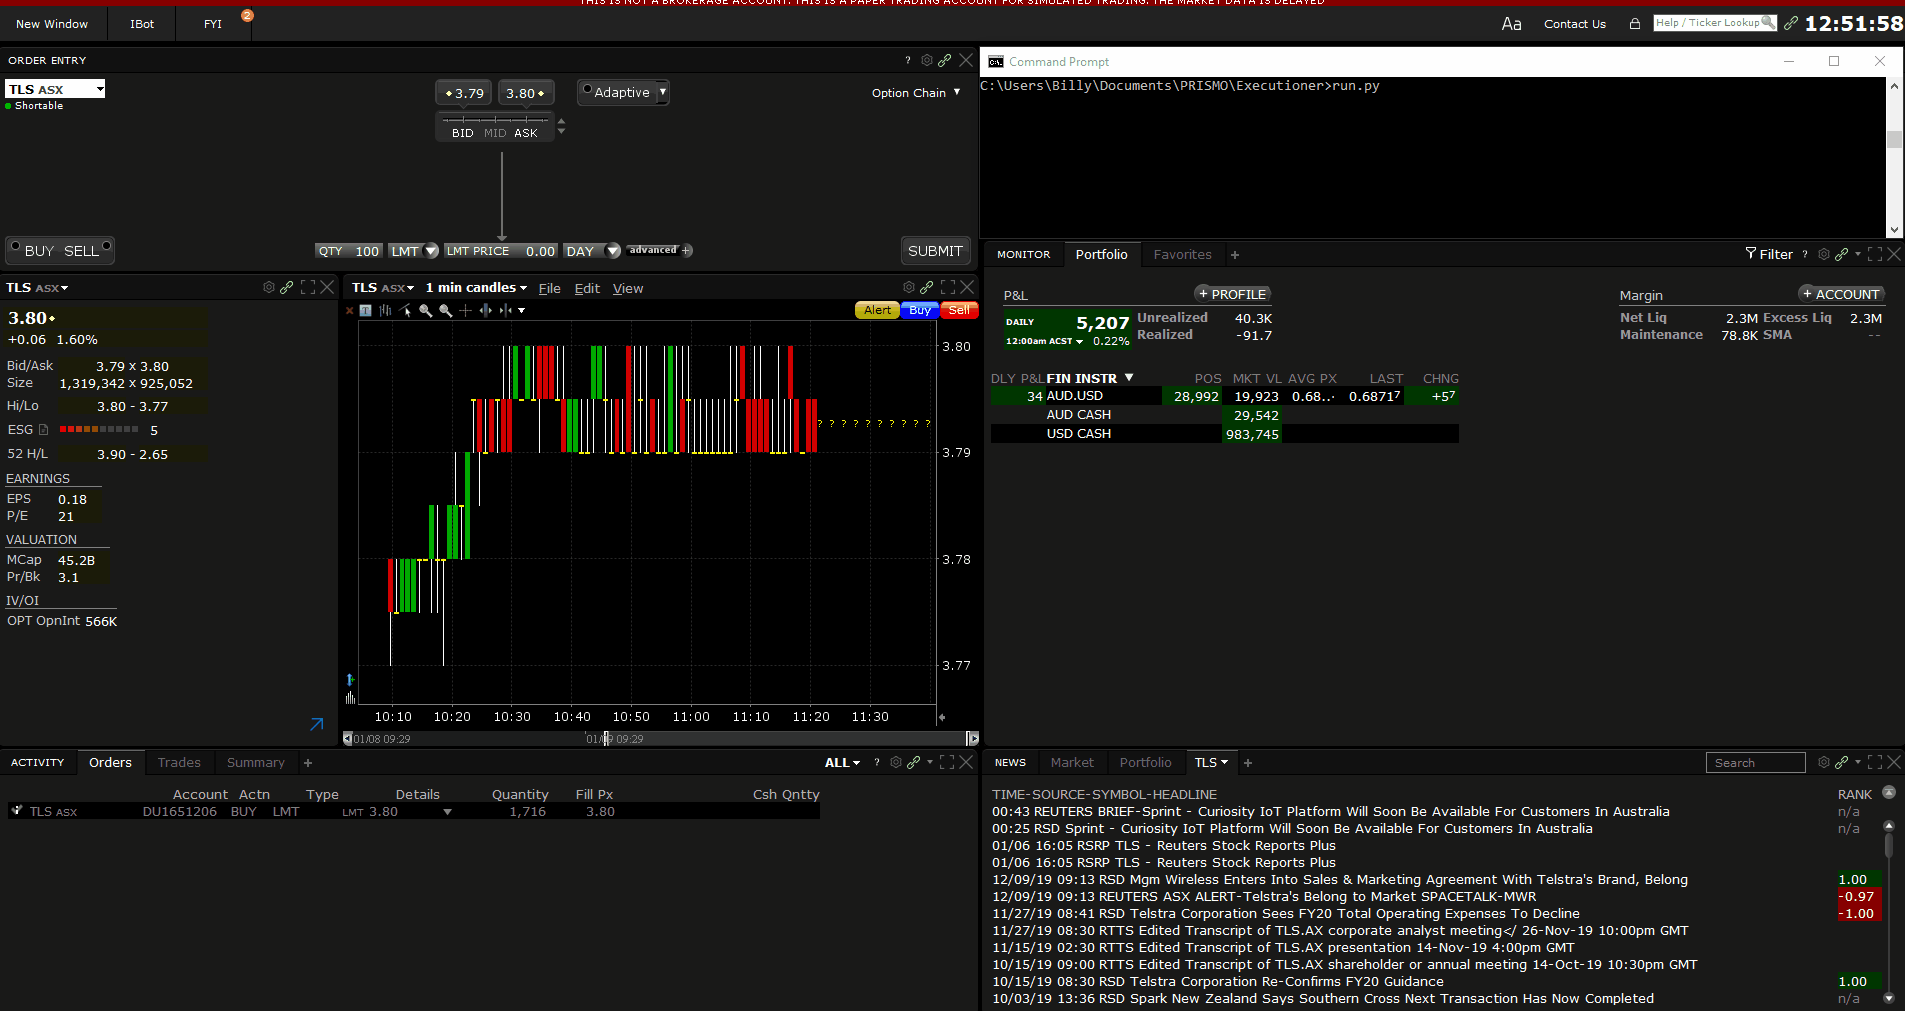 THIS IS NOT A BROKERAGE ACCOUNT. THIS IS A PAPER TRADING ACCOUNT FOR SIMULATED TRADING. THE MARKET DATA IS DELAYED
New Window IBot FYI 2 Aa Contact Us Help / Ticker Lookup 12:51:58
ORDER ENTRY ?
TLS ASX
Shortable
3.79 3.80 Adaptive Option Chain
BID MID ASK
BUY SELL QTY 100 LMT LMT PRICE 0.00 DAY advanced + SUBMIT
Command Prompt
C:\Users\Billy\Documents\PRISMO\Executioner>run.py
TLS ASX
3.80
+0.06 1.60%
Bid/Ask 3.79 x 3.80
Size 1,319,342 x 925,052
Hi/Lo 3.80 - 3.77
ESG 5
52 H/L 3.90 - 2.65
EARNINGS
EPS 0.18
P/E 21
VALUATION
MCap 45.2B
Pr/Bk 3.1
IV/OI
OPT OpnInt 566K
TLS ASX 1 min candles File Edit View
Alert Buy Sell
3.80
? ? ? ? ? ? ? ? ? ?
3.79
3.78
3.77
10:10 10:20 10:30 10:40 10:50 11:00 11:10 11:20 11:30
01/08 09:29 01/09 09:29
MONITOR Portfolio Favorites + Filter ?
P&L + PROFILE
DAILY 5,207 Unrealized 40.3K
12:00am ACST 0.22% Realized -91.7
Margin + ACCOUNT
Net Liq 2.3M Excess Liq 2.3M
Maintenance 78.8K SMA --
DLY P&L FIN INSTR POS MKT VL AVG PX LAST CHNG
34 AUD.USD 28,992 19,923 0.68... 0.68717 +57
AUD CASH 29,542
USD CASH 983,745
ACTIVITY Orders Trades Summary + ALL ?
Account Actn Type Details Quantity Fill Px Csh Qntty
TLS ASX DU1651206 BUY LMT LMT 3.80 1,716 3.80
NEWS Market Portfolio TLS + Search
TIME-SOURCE-SYMBOL-HEADLINE RANK
00:43 REUTERS BRIEF-Sprint - Curiosity IoT Platform Will Soon Be Available For Customers In Australia n/a
00:25 RSD Sprint - Curiosity IoT Platform Will Soon Be Available For Customers In Australia n/a
01/06 16:05 RSRP TLS - Reuters Stock Reports Plus
01/06 16:05 RSRP TLS - Reuters Stock Reports Plus
12/09/19 09:13 RSD Mgm Wireless Enters Into Sales & Marketing Agreement With Telstra's Brand, Belong 1.00
12/09/19 09:13 REUTERS ASX ALERT-Telstra's Belong to Market SPACETALK-MWR -0.97
11/27/19 08:41 RSD Telstra Corporation Sees FY20 Total Operating Expenses To Decline -1.00
11/27/19 08:30 RTTS Edited Transcript of TLS.AX corporate analyst meeting</ 26-Nov-19 10:00pm GMT
11/15/19 02:30 RTTS Edited Transcript of TLS.AX presentation 14-Nov-19 4:00pm GMT
10/15/19 09:00 RTTS Edited Transcript of TLS.AX shareholder or annual meeting 14-Oct-19 10:30pm GMT
10/15/19 08:30 RSD Telstra Corporation Re-Confirms FY20 Guidance 1.00
10/03/19 13:36 RSD Spark New Zealand Says Southern Cross Next Transaction Has Now Completed n/a